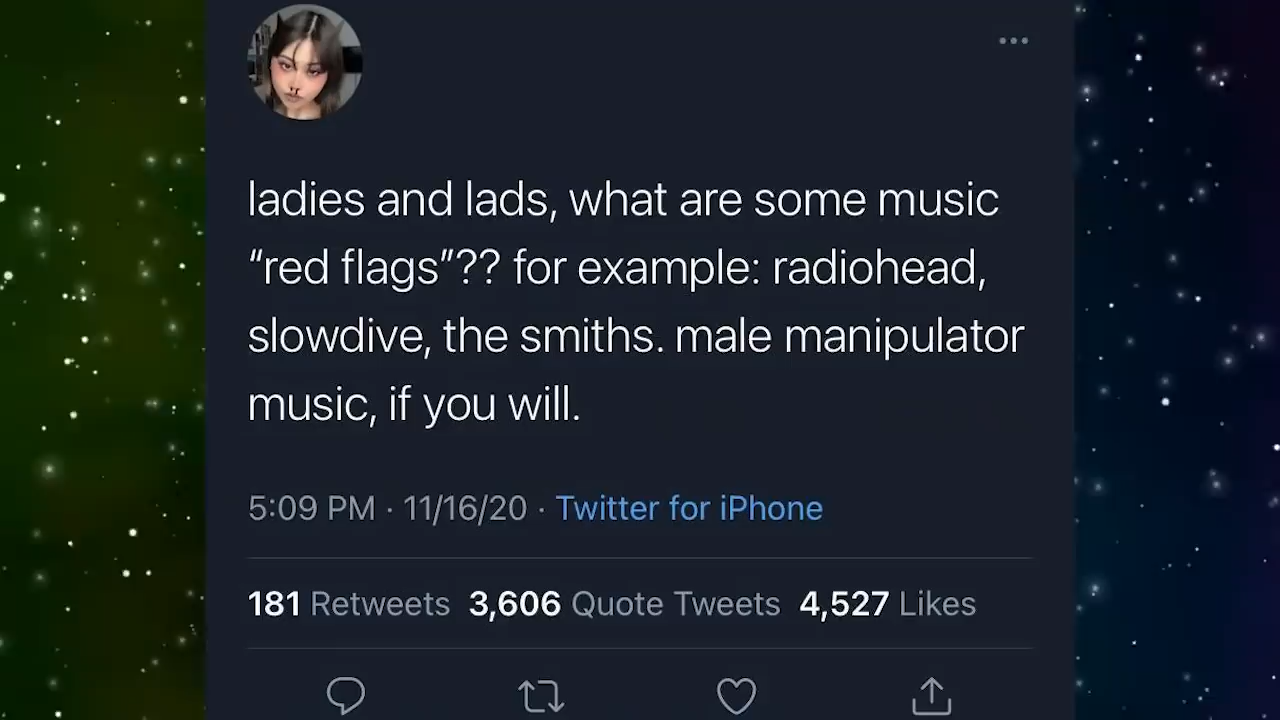 ladies and lads, what are some music
“red flags”?? for example: radiohead,
slowdive, the smiths. male manipulator
music, if you will.
5:09 PM · 11/16/20 · Twitter for iPhone
181 Retweets 3,606 Quote Tweets 4,527 Likes